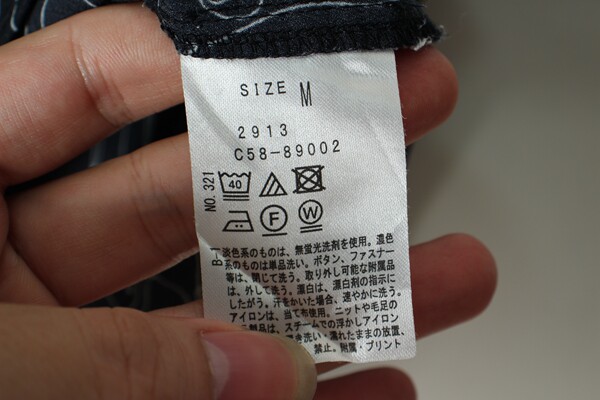 SIZE M
2913
C58-89002
NO. 321
40
F
W
淡色系のものは、無蛍光洗剤を使用。濃色
系のものは単品洗い。ボタン、ファスナー
等は、閉じて洗う。取り外し可能な附属品
は、外して洗う。漂白は、漂白剤の指示に
したがう。汗をかいた場合、速やかに洗う。
アイロンは、当て布使用。ニットや毛足の
製品は、スチームでの浮かしアイロン
洗い・濡れたままの放置、
禁止。附属・プリント